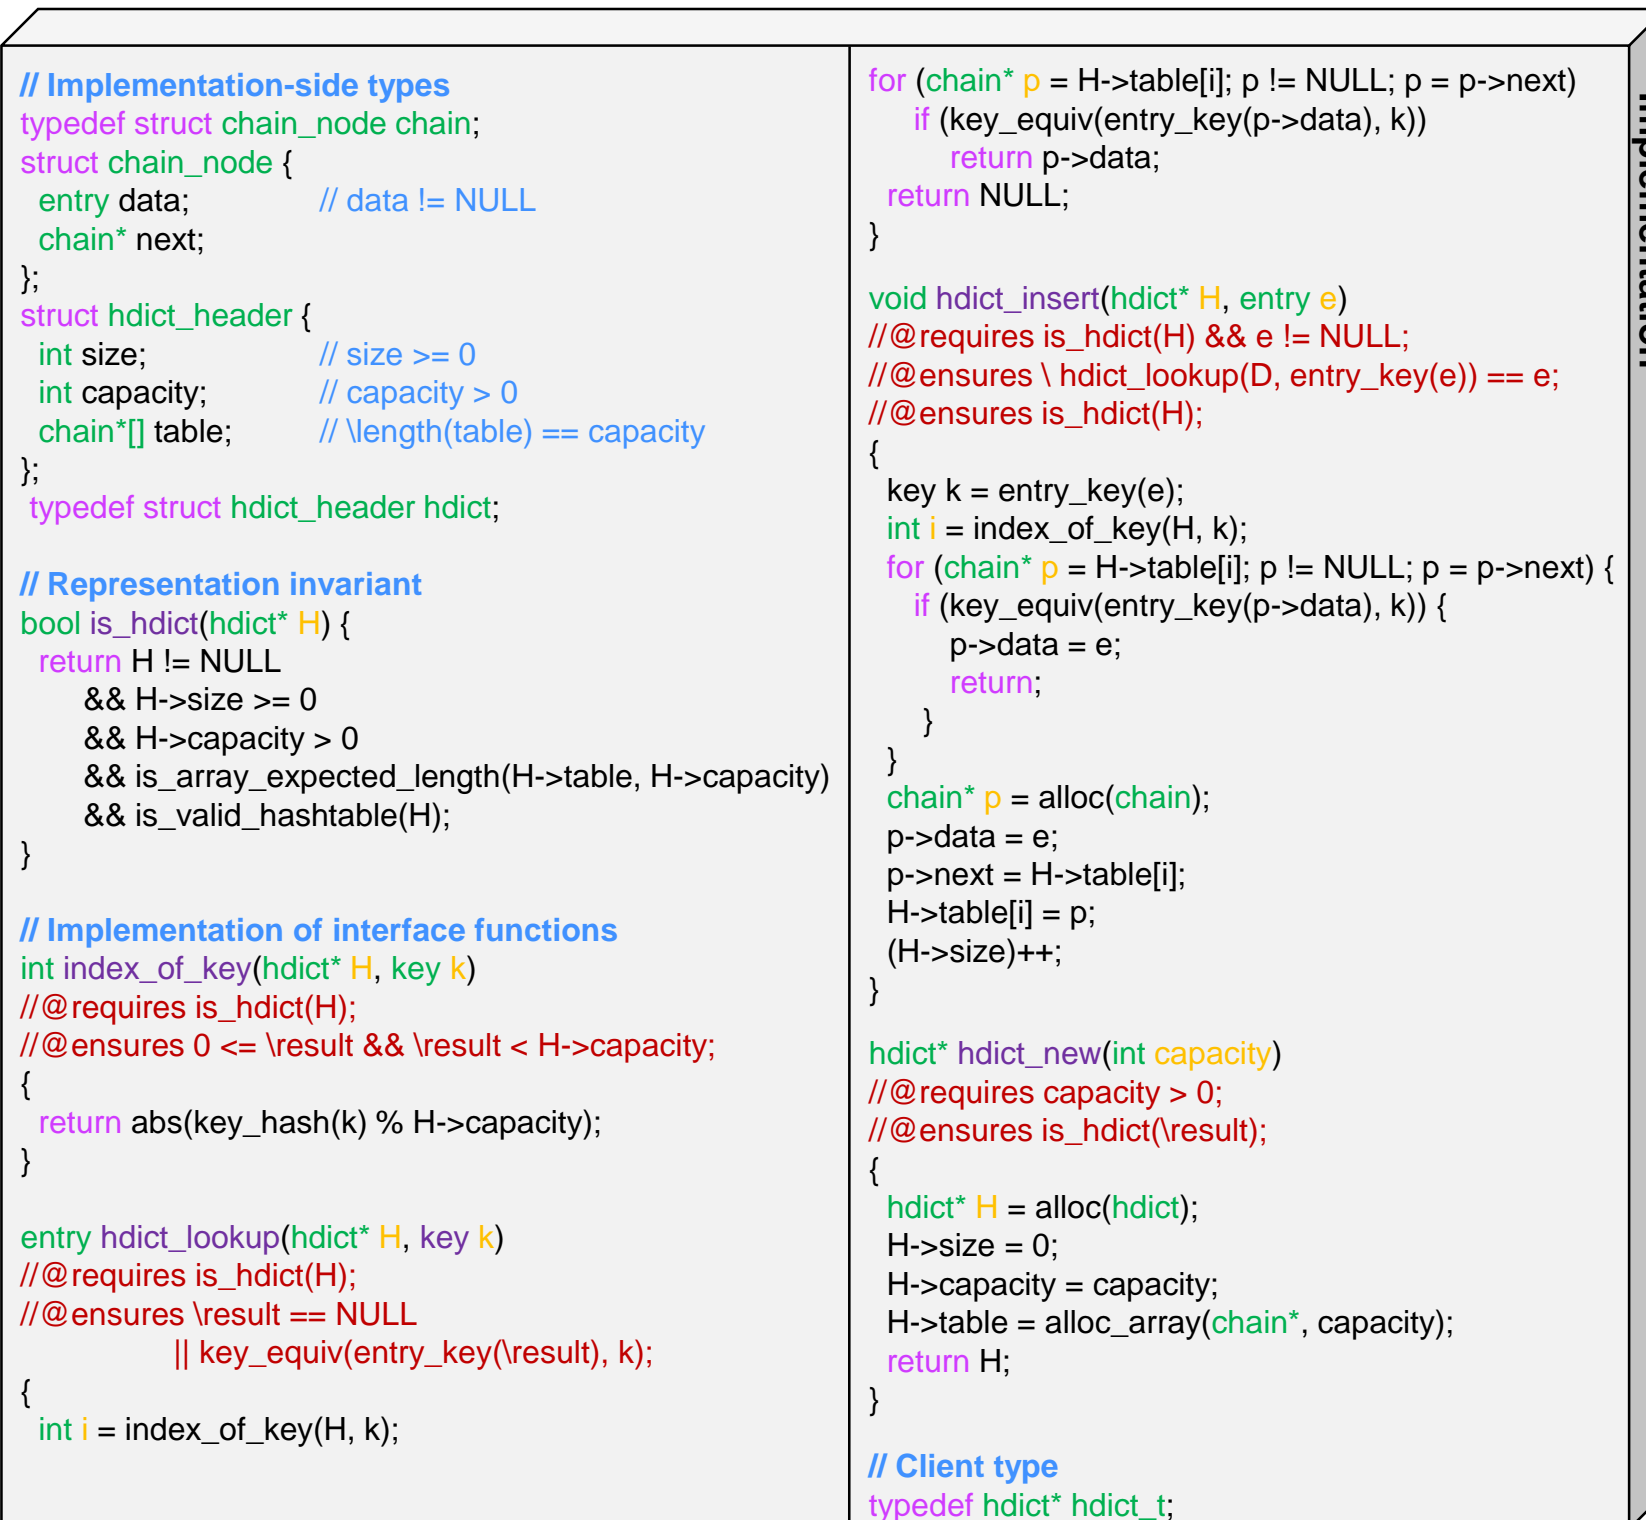 // Implementation-side types
typedef struct chain_node chain;
struct chain_node {
  entry data;               // data != NULL
  chain* next;
};
struct hdict_header {
  int size;                    // size >= 0
  int capacity;             // capacity > 0
  chain*[] table;          // \length(table) == capacity
};
 typedef struct hdict_header hdict;

// Representation invariant
bool is_hdict(hdict* H) {
  return H != NULL
       && H->size >= 0
       && H->capacity > 0
       && is_array_expected_length(H->table, H->capacity)
       && is_valid_hashtable(H);
}

// Implementation of interface functions
int index_of_key(hdict* H, key k)
//@requires is_hdict(H);
//@ensures 0 <= \result && \result < H->capacity;
{
  return abs(key_hash(k) % H->capacity);
}

entry hdict_lookup(hdict* H, key k)
//@requires is_hdict(H);
//@ensures \result == NULL
                 || key_equiv(entry_key(\result), k);
{
  int i = index_of_key(H, k);
for (chain* p = H->table[i]; p != NULL; p = p->next)
     if (key_equiv(entry_key(p->data), k))
         return p->data;
  return NULL;
}

void hdict_insert(hdict* H, entry e)
//@requires is_hdict(H) && e != NULL;
//@ensures \ hdict_lookup(D, entry_key(e)) == e;
//@ensures is_hdict(H);
{
  key k = entry_key(e);
  int i = index_of_key(H, k);
  for (chain* p = H->table[i]; p != NULL; p = p->next) {
     if (key_equiv(entry_key(p->data), k)) {
         p->data = e;
         return;
      }
  }
  chain* p = alloc(chain);
  p->data = e;
  p->next = H->table[i];
  H->table[i] = p;
  (H->size)++;
}

hdict* hdict_new(int capacity)
//@requires capacity > 0;
//@ensures is_hdict(\result);
{
  hdict* H = alloc(hdict);
  H->size = 0;
  H->capacity = capacity;
  H->table = alloc_array(chain*, capacity);
  return H;
}

// Client type
typedef hdict* hdict_t;
Implementation